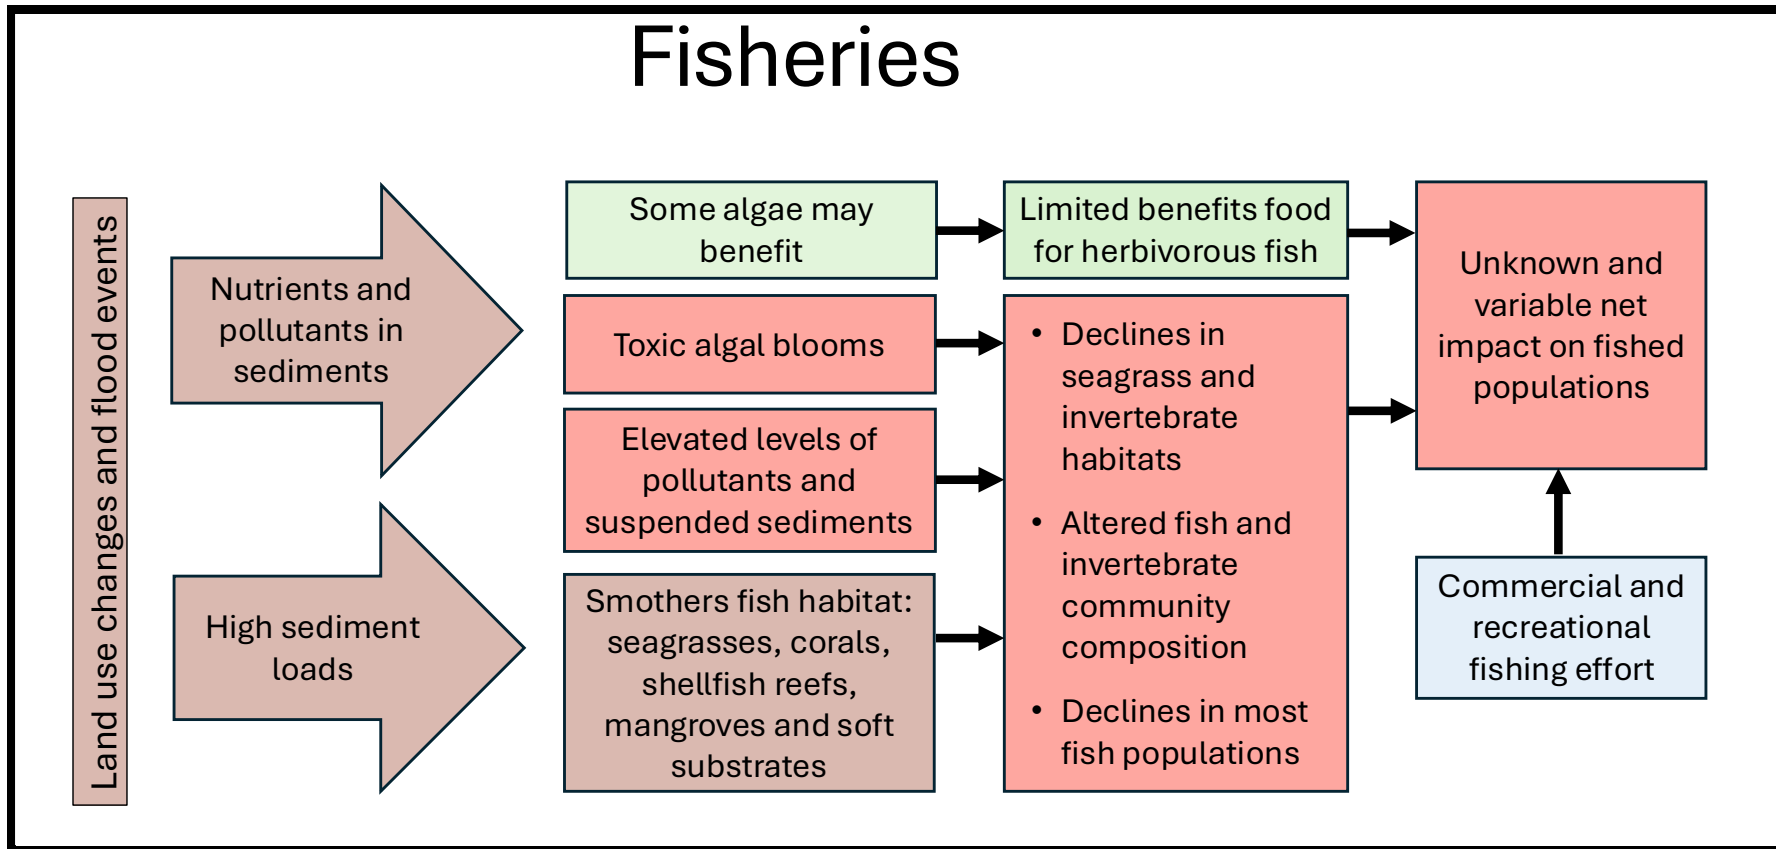 Fisheries
Land use changes and flood events
Nutrients and
pollutants in
sediments
High sediment
loads
Some algae may
benefit
Toxic algal blooms
Elevated levels of
pollutants and
suspended sediments
Smothers fish habitat:
seagrasses, corals,
shellfish reefs,
mangroves and soft
substrates
Limited benefits food
for herbivorous fish
• Declines in
seagrass and
invertebrate
habitats
• Altered fish and
invertebrate
community
composition
• Declines in most
fish populations
Unknown and
variable net
impact on fished
populations
Commercial and
recreational
fishing effort